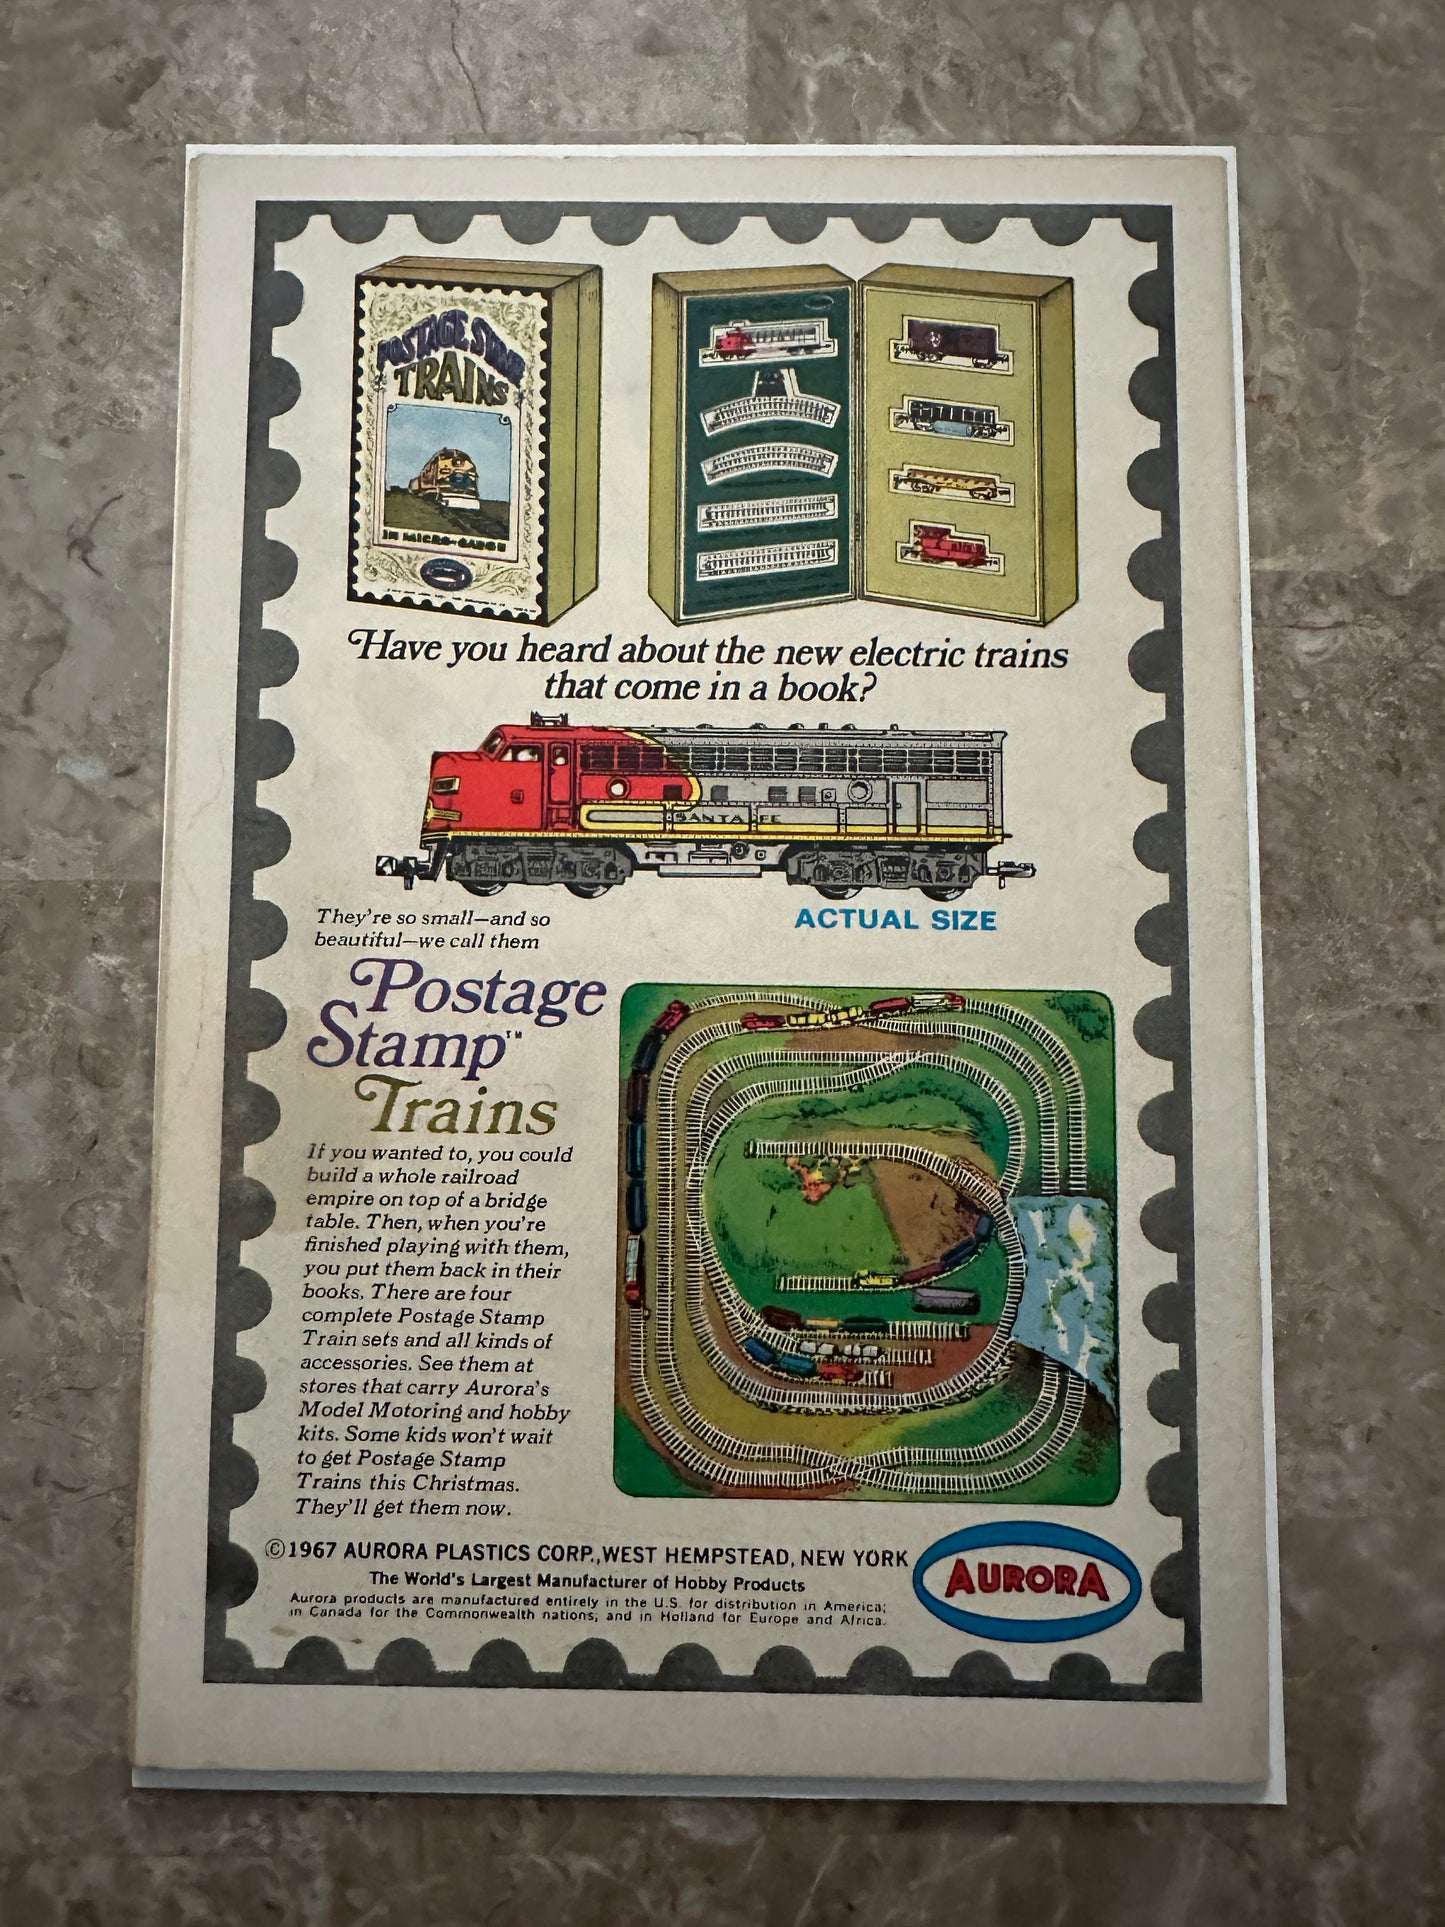 POSTAGE STAMP
TRAINS
IN MICRO-GAUGE
Have you heard about the new electric trains
that come in a book?
SANTA FE
ACTUAL SIZE
They're so small—and so
beautiful—we call them
Postage
Stamp™
Trains
If you wanted to, you could
build a whole railroad
empire on top of a bridge
table. Then, when you're
finished playing with them,
you put them back in their
books. There are four
complete Postage Stamp
Train sets and all kinds of
accessories. See them at
stores that carry Aurora's
Model Motoring and hobby
kits. Some kids won't wait
to get Postage Stamp
Trains this Christmas.
They'll get them now.
©1967 AURORA PLASTICS CORP., WEST HEMPSTEAD, NEW YORK
The World's Largest Manufacturer of Hobby Products
Aurora products are manufactured entirely in the U.S. for distribution in America;
in Canada for the Commonwealth nations; and in Holland for Europe and Africa.
AURORA